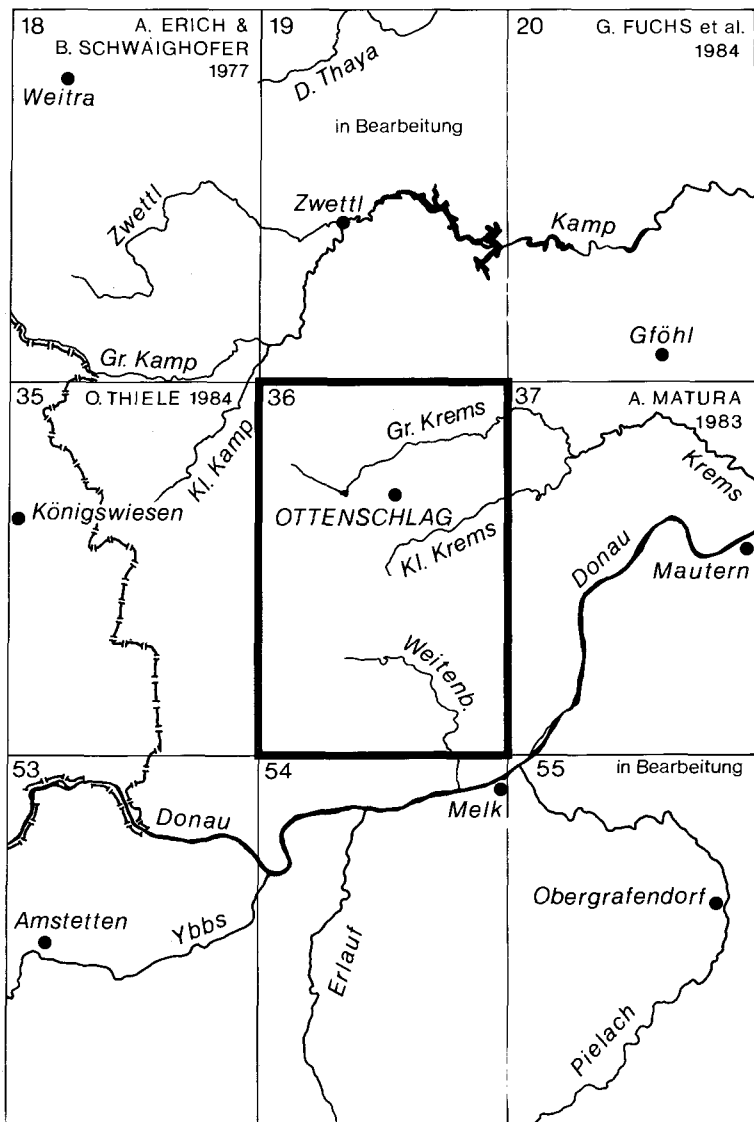 18
A. ERICH &
B. SCHWAIGHOFER
1977
Weitra
Zwettl
19
D. Thaya
in Bearbeitung
Zwettl
20
G. FUCHS et al.
1984
Kamp
Gföhl
Gr. Kamp
35
O. THIELE 1984
Kl. Kamp
Königswiesen
36
Gr. Krems
OTTENSCHLAG
Kl. Krems
Weitenb.
37
A. MATURA
1983
Krems
Donau
Mautern
53
Donau
Amstetten
Ybbs
54
Melk
Erlauf
55
in Bearbeitung
Obergrafendorf
Pielach